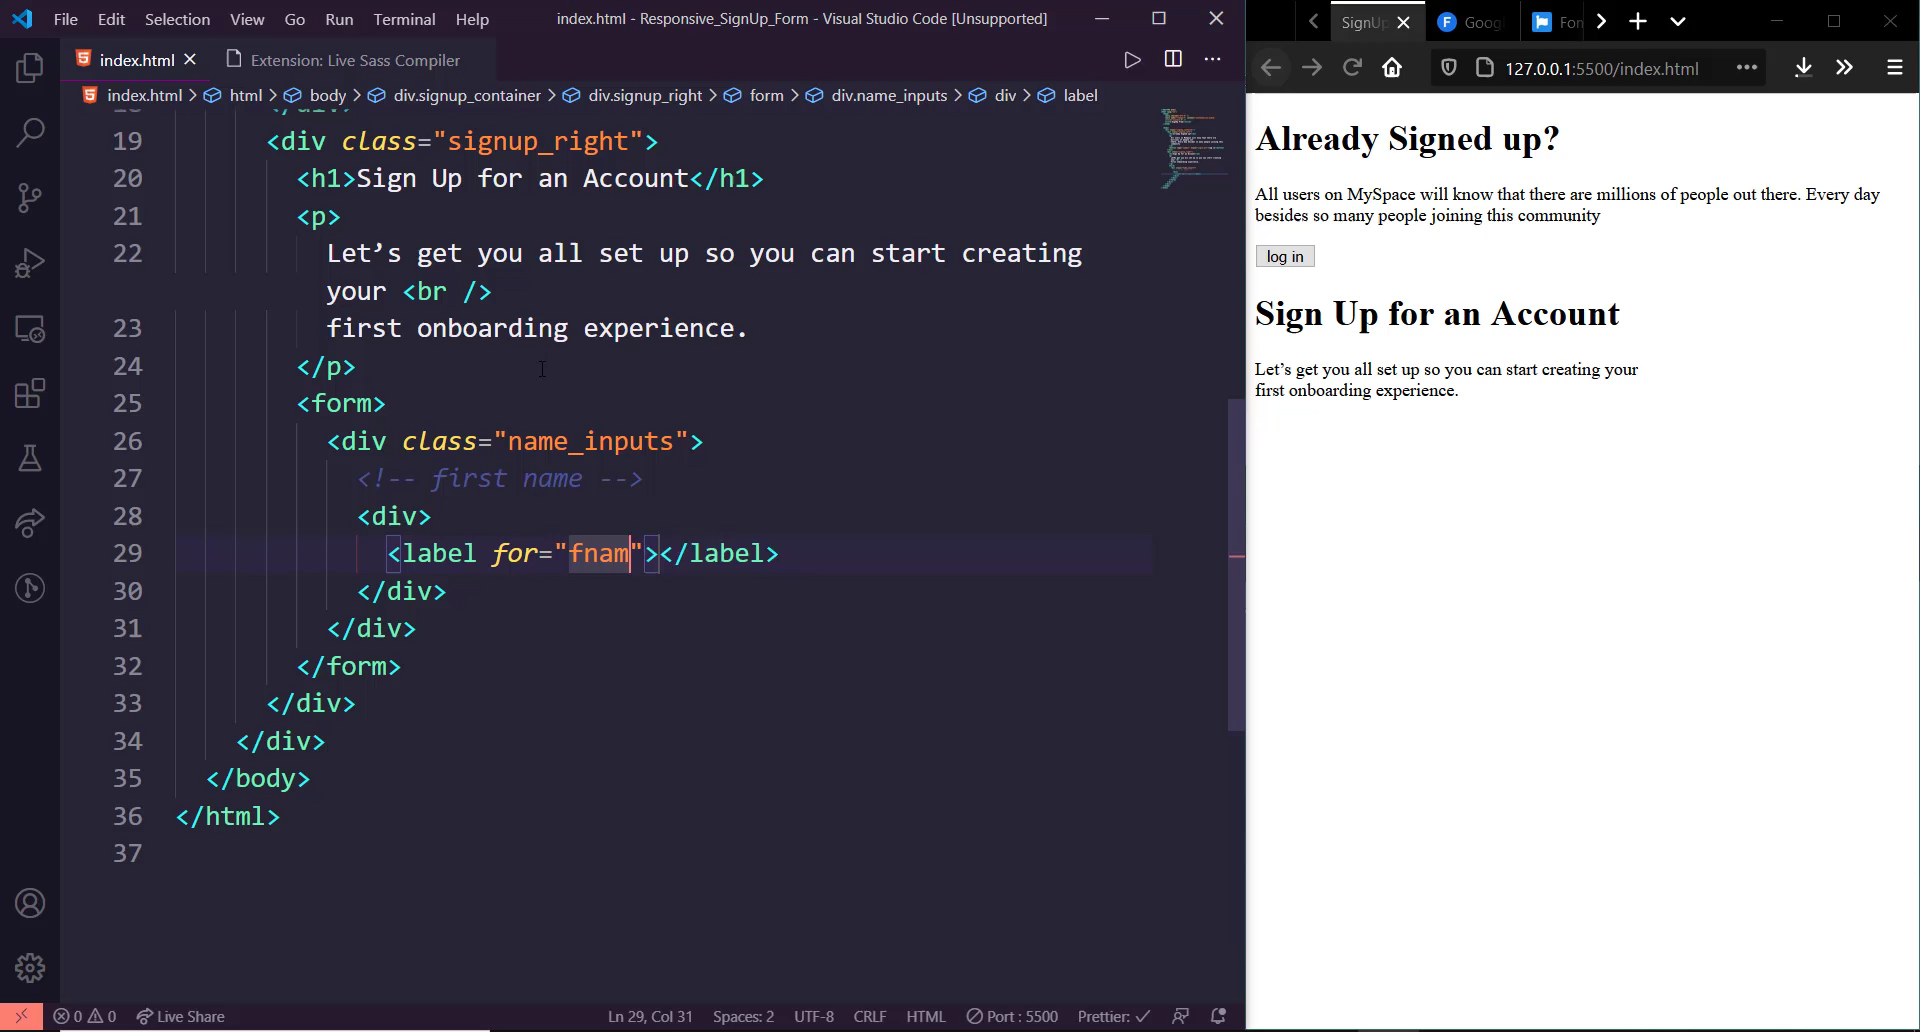 File Edit Selection View Go Run Terminal Help
index.html - Responsive_SignUp_Form - Visual Studio Code [Unsupported]
index.html
Extension: Live Sass Compiler
index.html > html > body > div.signup_container > div.signup_right > form > div.name_inputs > div > label
19 <div class="signup_right">
20 <h1>Sign Up for an Account</h1>
21 <p>
22 Let’s get you all set up so you can start creating
your <br />
23 first onboarding experience.
24 </p>
25 <form>
26 <div class="name_inputs">
27 <!-- first name -->
28 <div>
29 <label for="fnam"></label>
30 </div>
31 </div>
32 </form>
33 </div>
34 </div>
35 </body>
36 </html>
37
0 0 Live Share
Ln 29, Col 31 Spaces: 2 UTF-8 CRLF HTML Port : 5500 Prettier: ✓
SignUp
Goog
Fon
127.0.0.1:5500/index.html
Already Signed up?
All users on MySpace will know that there are millions of people out there. Every day
besides so many people joining this community
log in
Sign Up for an Account
Let’s get you all set up so you can start creating your
first onboarding experience.